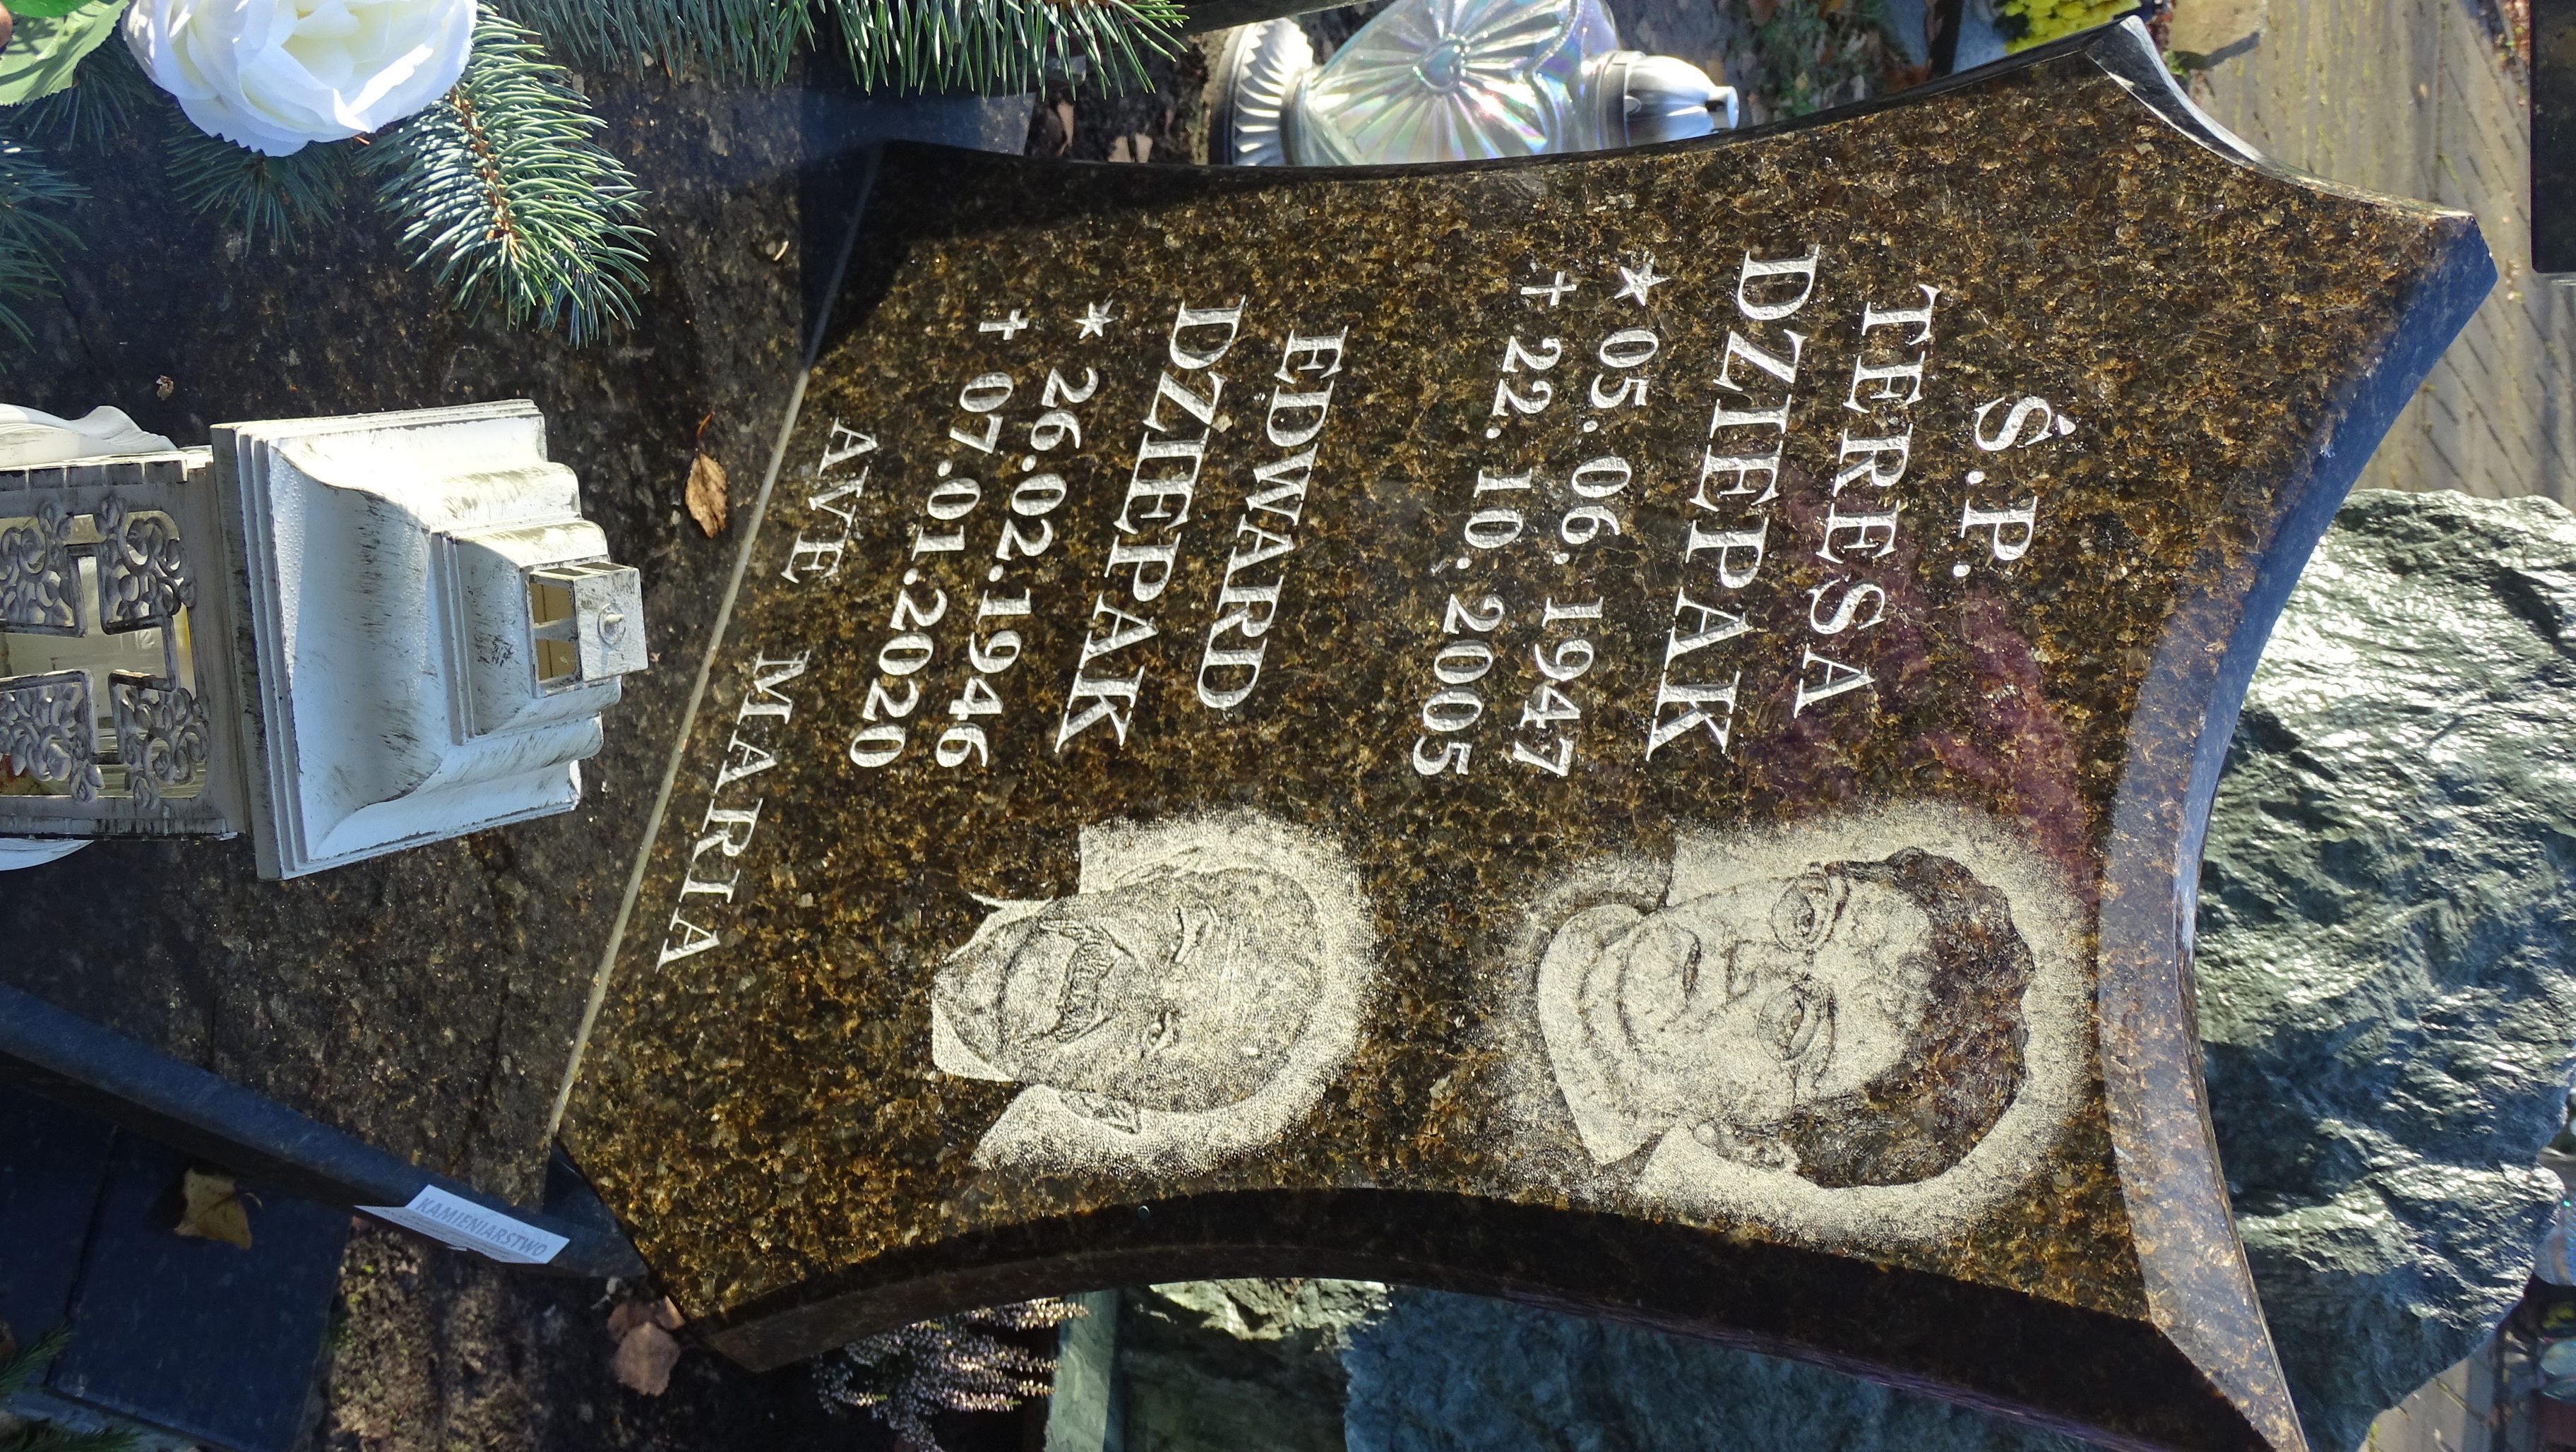 Ś.P.
TERESA
DZIEPAK
* 05.06.1947
† 22.10.2005
EDWARD
DZIEPAK
* 26.02.1946
† 07.01.2020
AVE MARIA
KAMIENIARSTWO